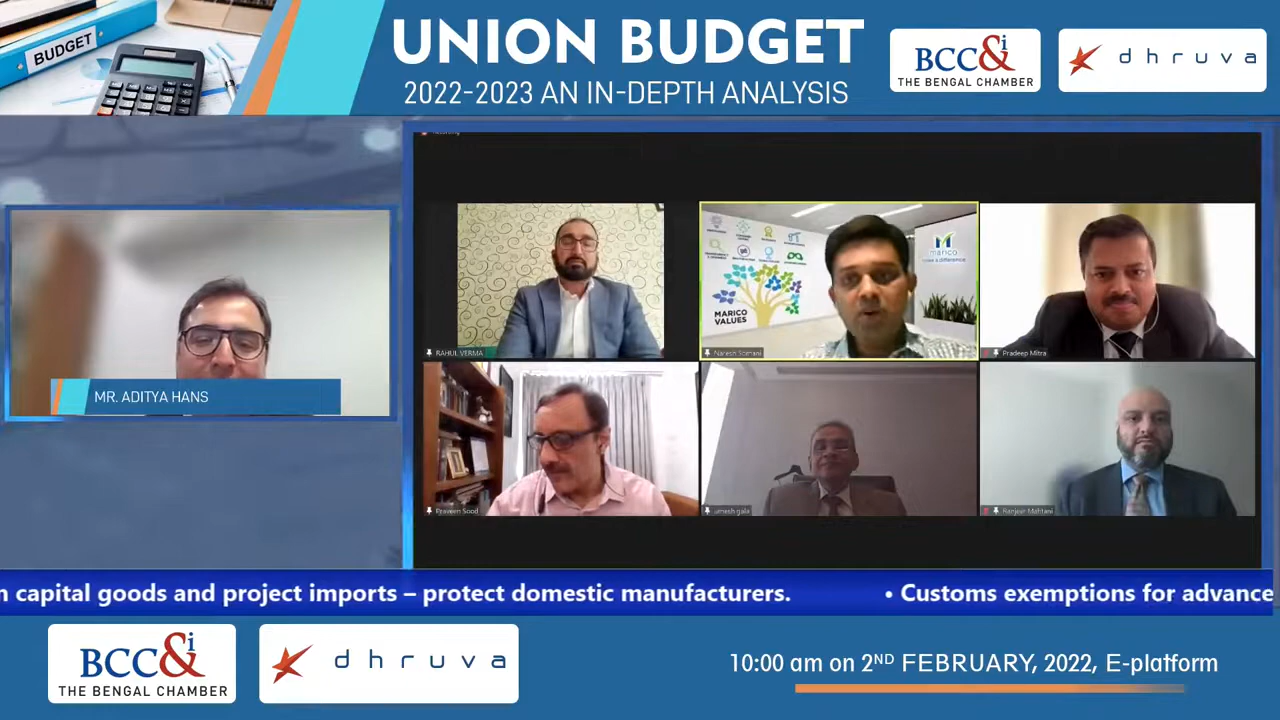 BUDGET
UNION BUDGET
2022-2023 AN IN-DEPTH ANALYSIS
BCC&i
THE BENGAL CHAMBER
dhruva
MR. ADITYA HANS
MARICO
VALUES
marico
make a difference
RAHUL VERMA
Naresh Somani
Pradeep Mitra
Praveen Sood
umesh gala
Ranjeet Mahtani
capital goods and project imports – protect domestic manufacturers.
• Customs exemptions for advance
BCC&i
THE BENGAL CHAMBER
dhruva
10:00 am on 2ND FEBRUARY, 2022, E-platform